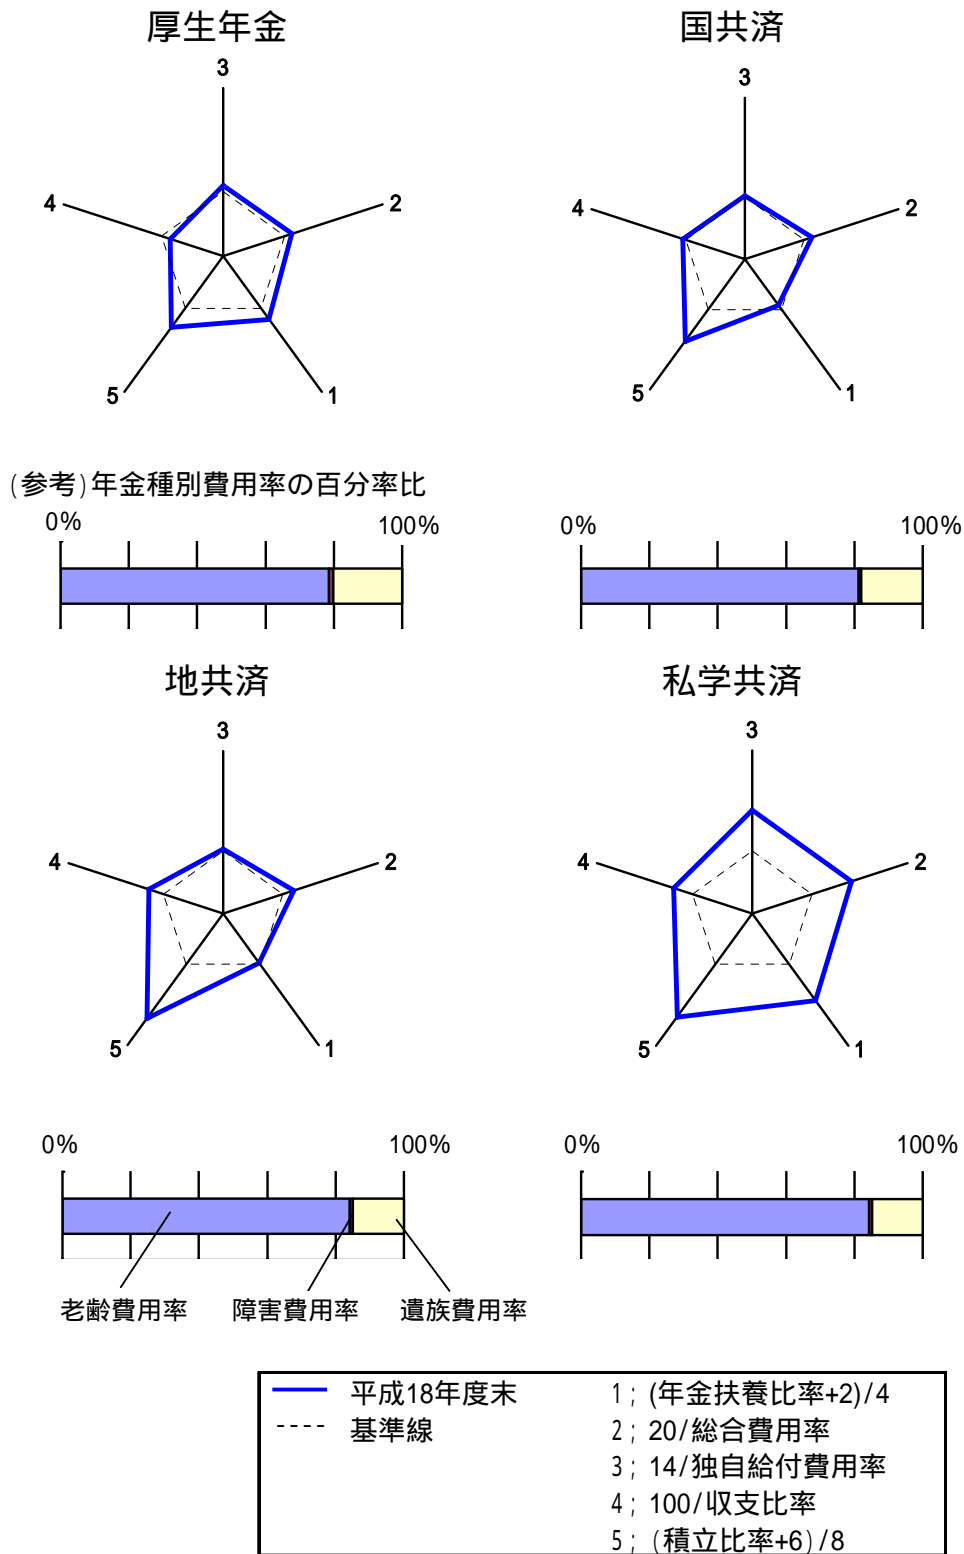 厚生年金
国共済
3
3
4
2
4
2
5
1
5
1
(参考)年金種別費用率の百分率比
0%
100%
0%
100%
地共済
私学共済
3
3
4
2
4
2
5
1
5
1
0%
100%
0%
100%
老齢費用率
障害費用率
遺族費用率
平成18年度末
基準線
1 ; (年金扶養比率+2)/4
2 ; 20/総合費用率
3 ; 14/独自給付費用率
4 ; 100/収支比率
5 ; (積立比率+6)/8